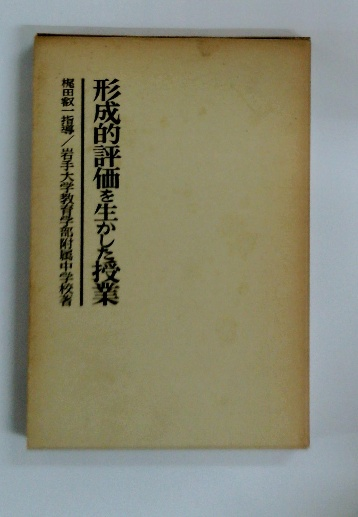 形成的評価を生かした授業
梶田叡一指導／岩手大学教育学部附属中学校著